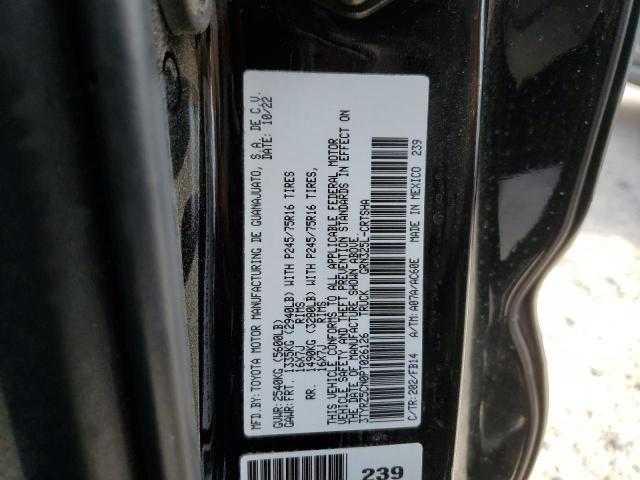 MFD.BY: TOYOTA MOTOR MANUFACTURING DE GUANAJUATO, S.A. DE C.V.
DATE: 10/22
GVWR: 2540KG (5600LB)
GAWR: FRT. 1335KG (2940LB) WITH P245/75R16 TIRES
16X7J RIMS
RR. 1490KG (3280LB) WITH P245/75R16 TIRES,
16X7J RIMS,
THIS VEHICLE CONFORMS TO ALL APPLICABLE FEDERAL MOTOR
VEHICLE SAFETY AND THEFT PREVENTION STANDARDS IN EFFECT ON
THE DATE OF MANUFACTURE SHOWN ABOVE.
3TYRZ5CN0PT026126 TRUCK GRN325L-CRTSHA
C/TR: 202/FB14 A/TM: A07A/AC60E MADE IN MEXICO 239
239